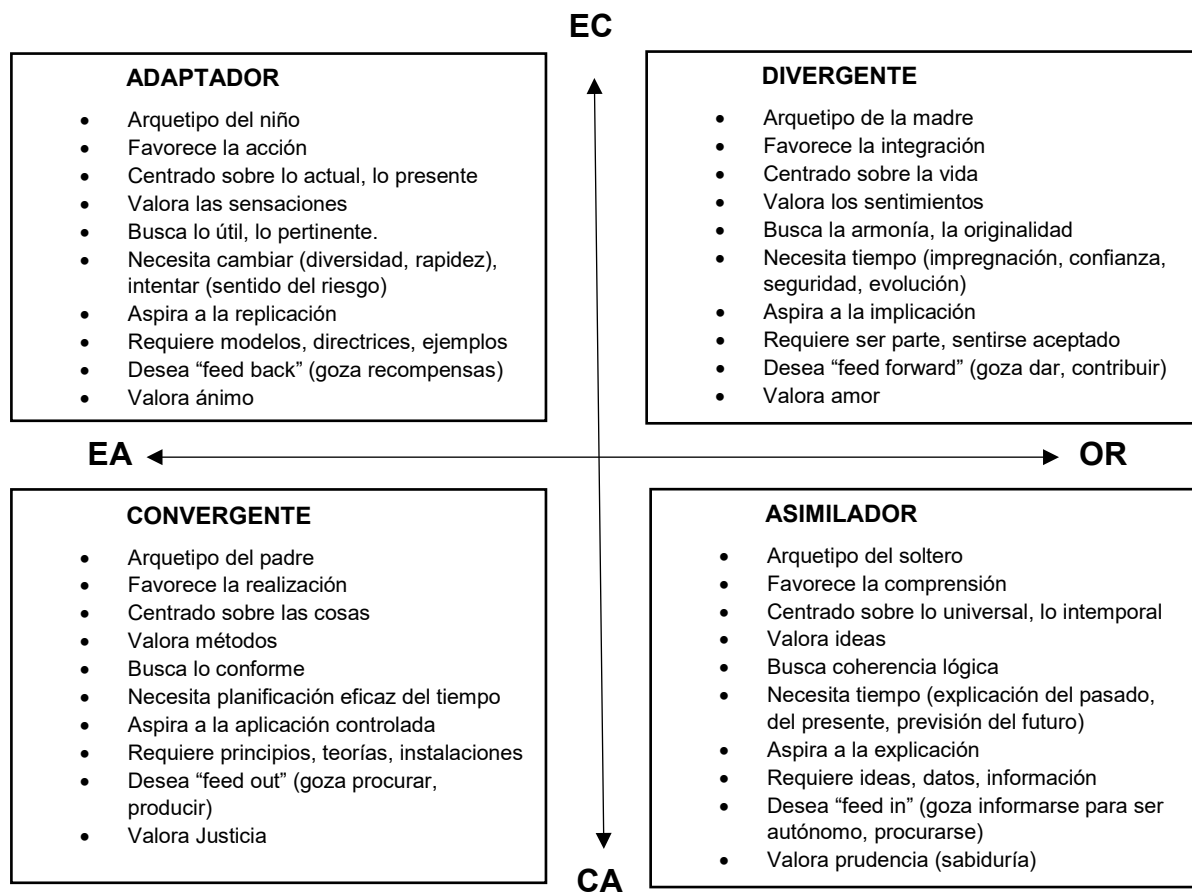 EC
ADAPTADOR
• Arquetipo del niño
• Favorece la acción
• Centrado sobre lo actual, lo presente
• Valora las sensaciones
• Busca lo útil, lo pertinente.
• Necesita cambiar (diversidad, rapidez),
intentar (sentido del riesgo)
• Aspira a la replicación
• Requiere modelos, directrices, ejemplos
• Desea “feed back” (goza recompensas)
• Valora ánimo
DIVERGENTE
• Arquetipo de la madre
• Favorece la integración
• Centrado sobre la vida
• Valora los sentimientos
• Busca la armonía, la originalidad
• Necesita tiempo (impregnación, confianza,
seguridad, evolución)
• Aspira a la implicación
• Requiere ser parte, sentirse aceptado
• Desea “feed forward” (goza dar, contribuir)
• Valora amor
EA
OR
CONVERGENTE
• Arquetipo del padre
• Favorece la realización
• Centrado sobre las cosas
• Valora métodos
• Busca lo conforme
• Necesita planificación eficaz del tiempo
• Aspira a la aplicación controlada
• Requiere principios, teorías, instalaciones
• Desea “feed out” (goza procurar,
producir)
• Valora Justicia
ASIMILADOR
• Arquetipo del soltero
• Favorece la comprensión
• Centrado sobre lo universal, lo intemporal
• Valora ideas
• Busca coherencia lógica
• Necesita tiempo (explicación del pasado,
del presente, previsión del futuro)
• Aspira a la explicación
• Requiere ideas, datos, información
• Desea “feed in” (goza informarse para ser
autónomo, procurarse)
• Valora prudencia (sabiduría)
CA